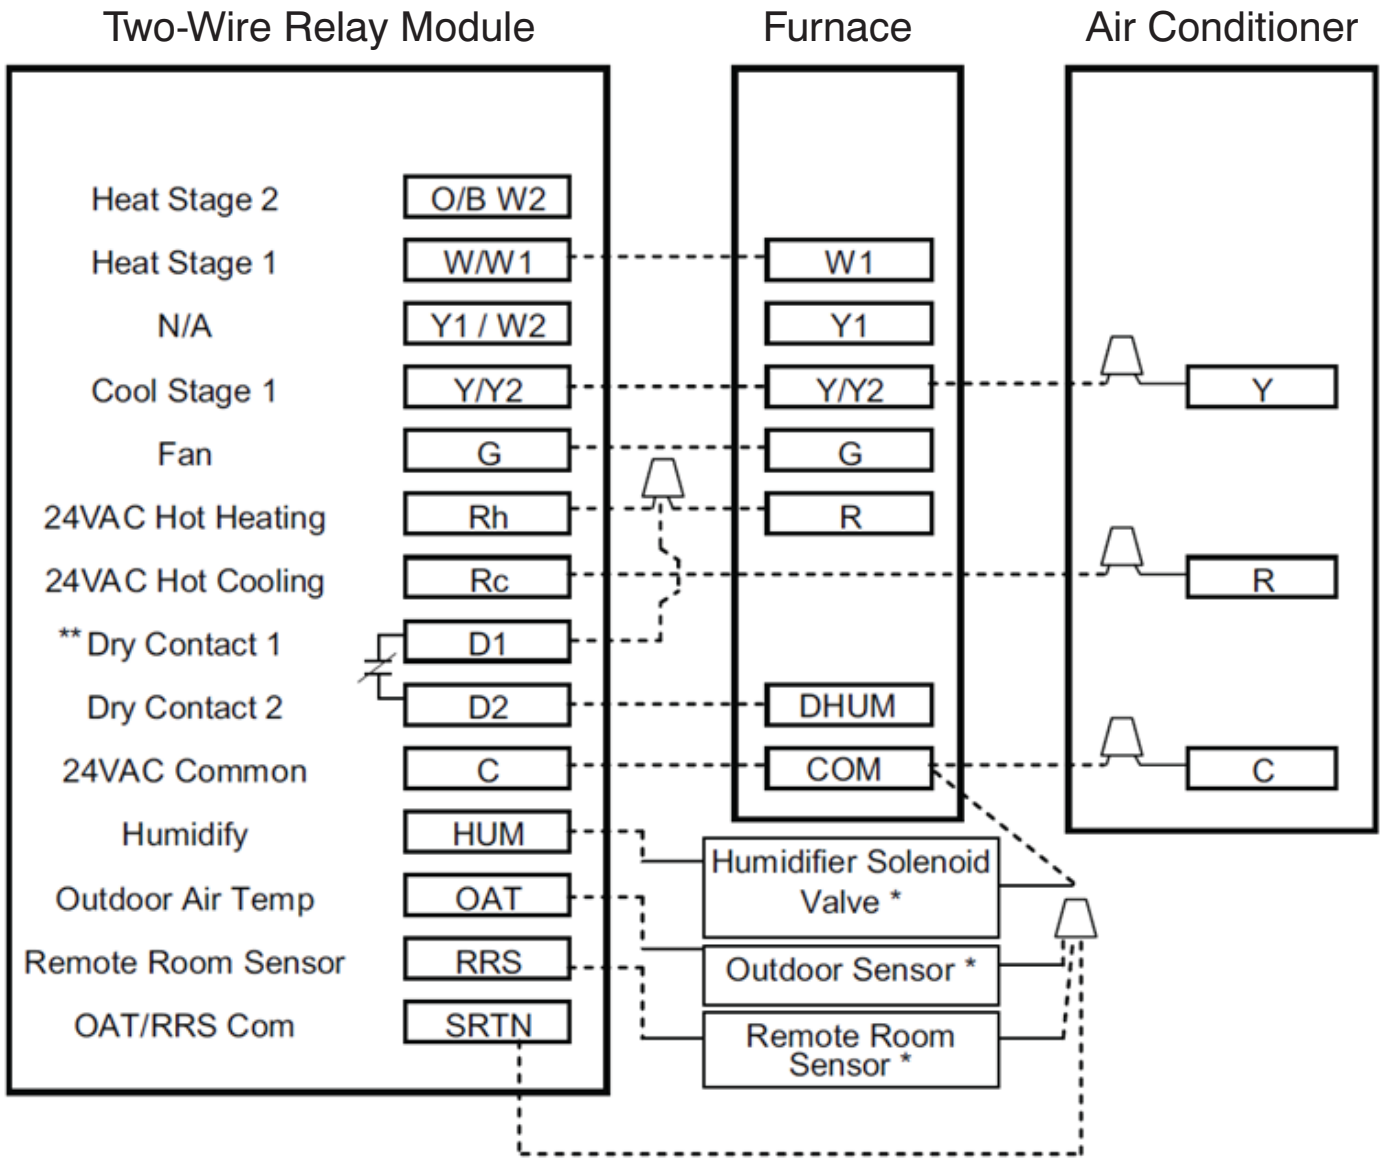 Two-Wire Relay Module Furnace Air Conditioner
Heat Stage 2 O/B W2
Heat Stage 1 W/W1 W1
N/A Y1 / W2 Y1
Cool Stage 1 Y/Y2 Y/Y2 Y
Fan G G
24VAC Hot Heating Rh R
24VAC Hot Cooling Rc R
** Dry Contact 1 D1
Dry Contact 2 D2 DHUM
24VAC Common C COM C
Humidify HUM
Humidifier Solenoid
Valve *
Outdoor Air Temp OAT
Remote Room Sensor RRS Outdoor Sensor *
OAT/RRS Com SRTN
Remote Room
Sensor *